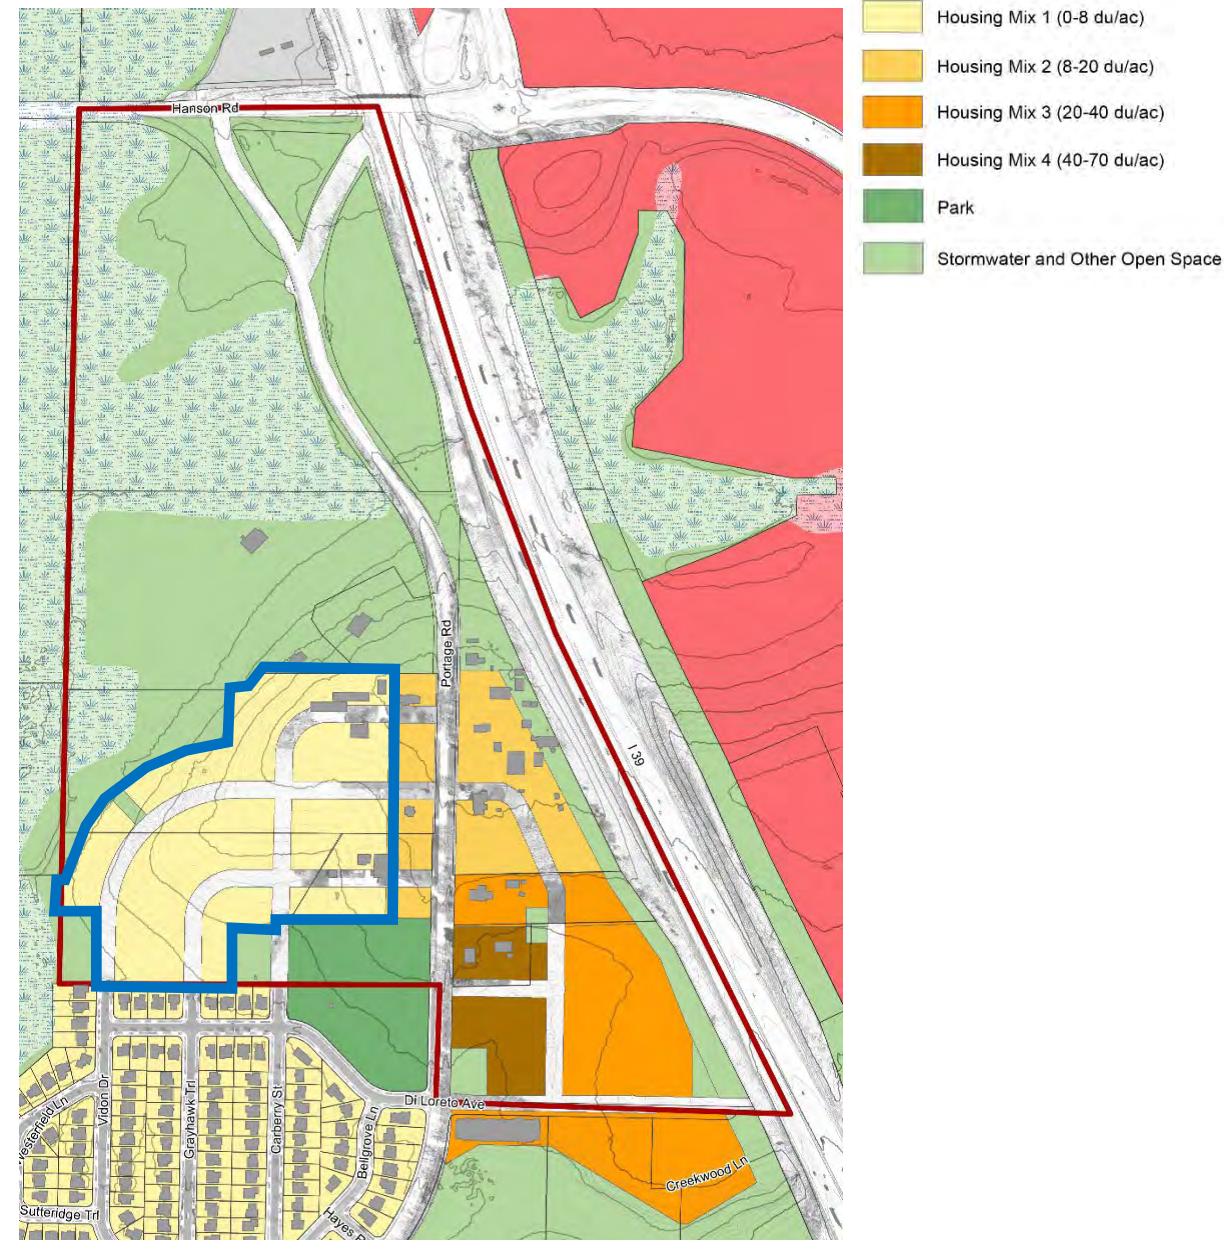 Housing Mix 1 (0-8 du/ac)
Housing Mix 2 (8-20 du/ac)
Housing Mix 3 (20-40 du/ac)
Housing Mix 4 (40-70 du/ac)
Park
Stormwater and Other Open Space
Hanson Rd
Portage Rd
I 39
Di Loreto Ave
Vidon Dr
Grayhawk Trl
Carberry St
Bellgrove Ln
Creekwood Ln
Sutteridge Trl
Hayes